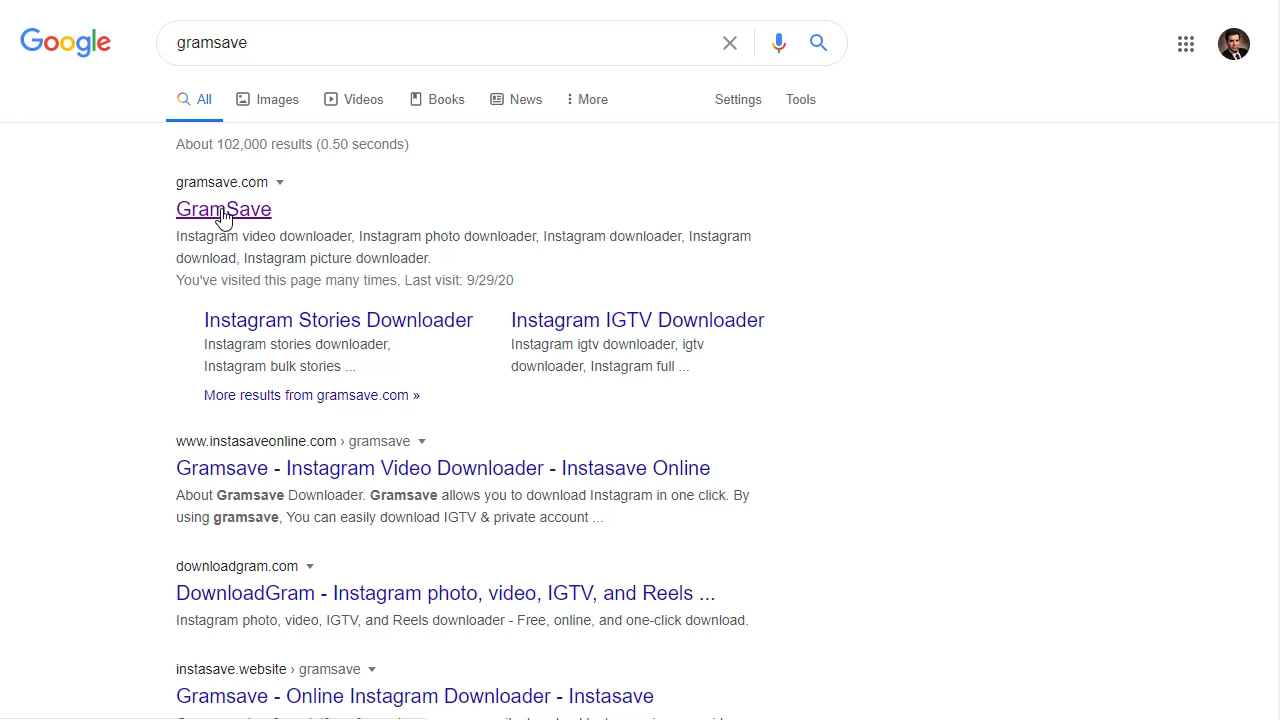 Google
gramsave
All
Images
Videos
Books
News
More
Settings
Tools
About 102,000 results (0.50 seconds)
gramsave.com
GramSave
Instagram video downloader, Instagram photo downloader, Instagram downloader, Instagram
download, Instagram picture downloader.
You've visited this page many times. Last visit: 9/29/20
Instagram Stories Downloader
Instagram stories downloader,
Instagram bulk stories ...
Instagram IGTV Downloader
Instagram igtv downloader, igtv
downloader, Instagram full ...
More results from gramsave.com »
www.instasaveonline.com › gramsave
Gramsave - Instagram Video Downloader - Instasave Online
About Gramsave Downloader. Gramsave allows you to download Instagram in one click. By
using gramsave, You can easily download IGTV & private account ...
downloadgram.com
DownloadGram - Instagram photo, video, IGTV, and Reels ...
Instagram photo, video, IGTV, and Reels downloader - Free, online, and one-click download.
instasave.website › gramsave
Gramsave - Online Instagram Downloader - Instasave